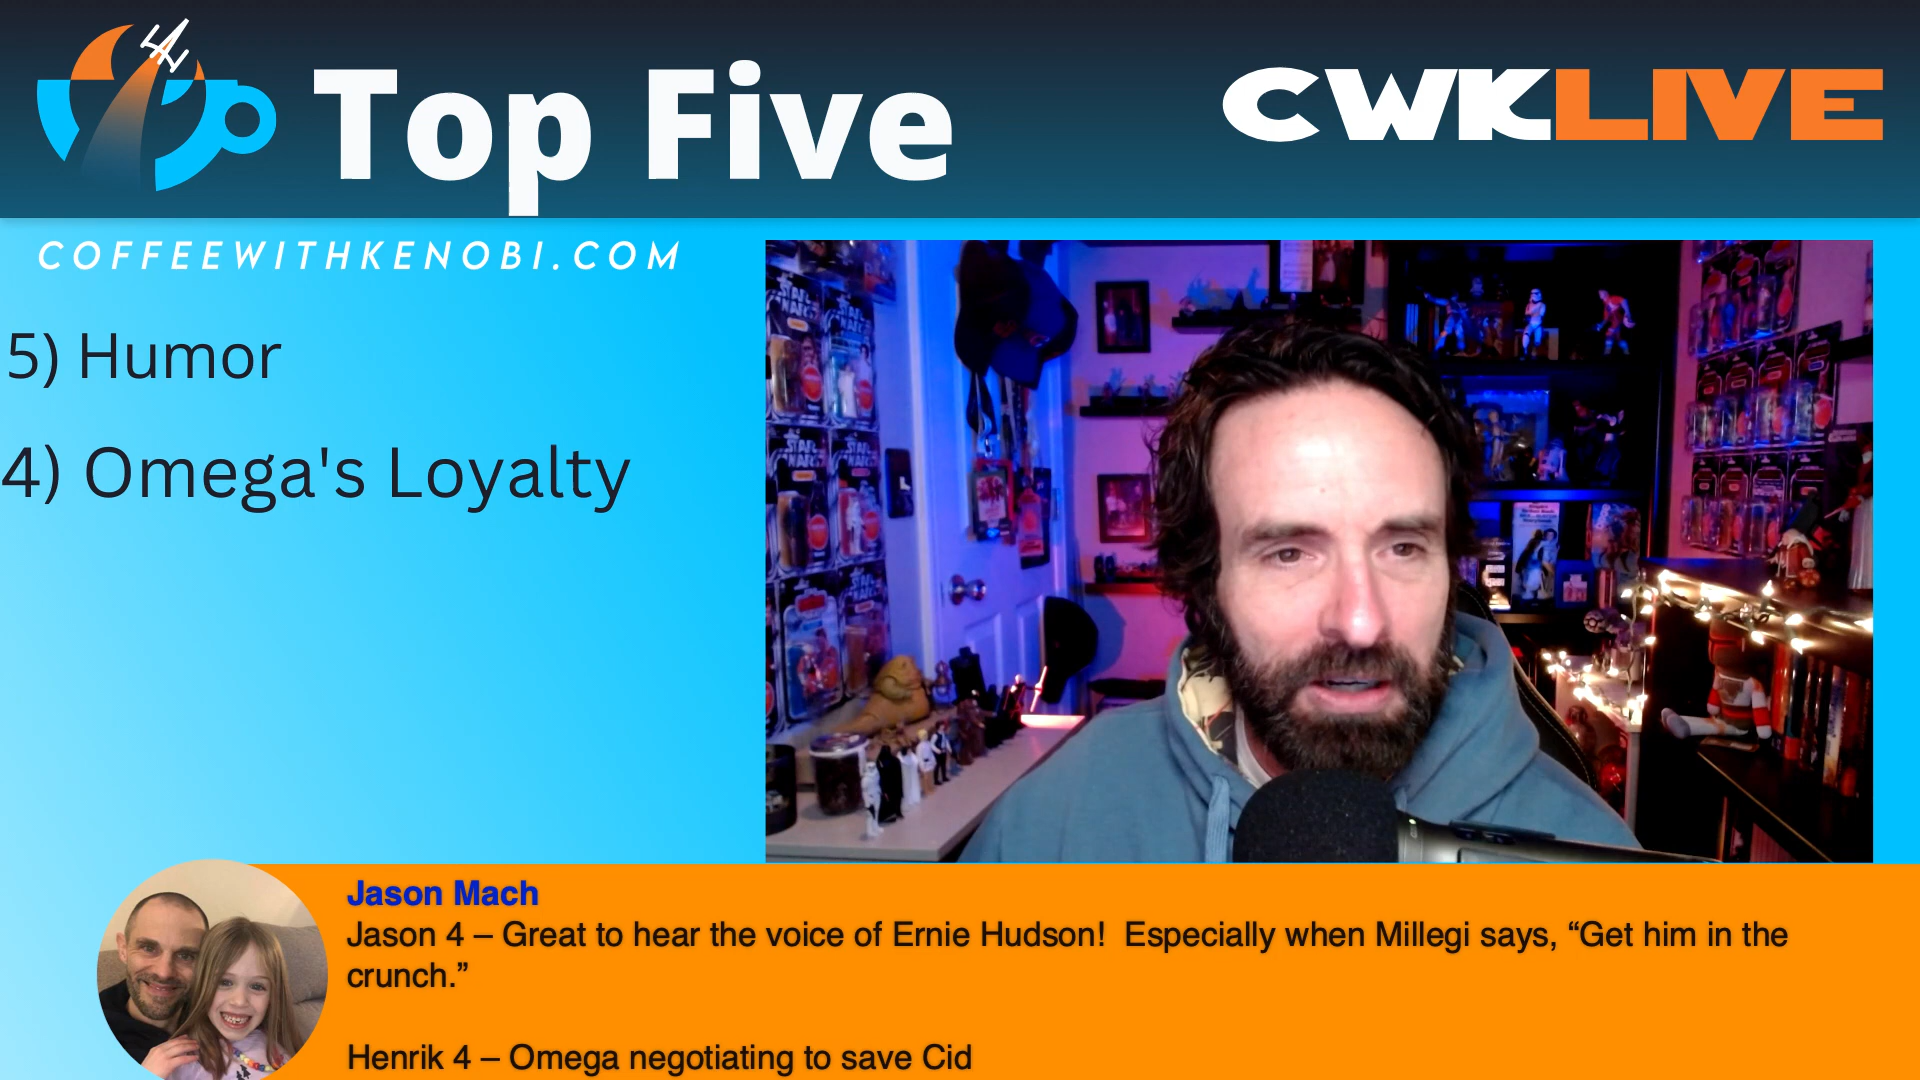 Top Five
CWKLIVE
COFFEEWITHKENOBI.COM
5) Humor
4) Omega's Loyalty
Jason Mach
Jason 4 – Great to hear the voice of Ernie Hudson!  Especially when Millegi says, “Get him in the
crunch.”
Henrik 4 – Omega negotiating to save Cid